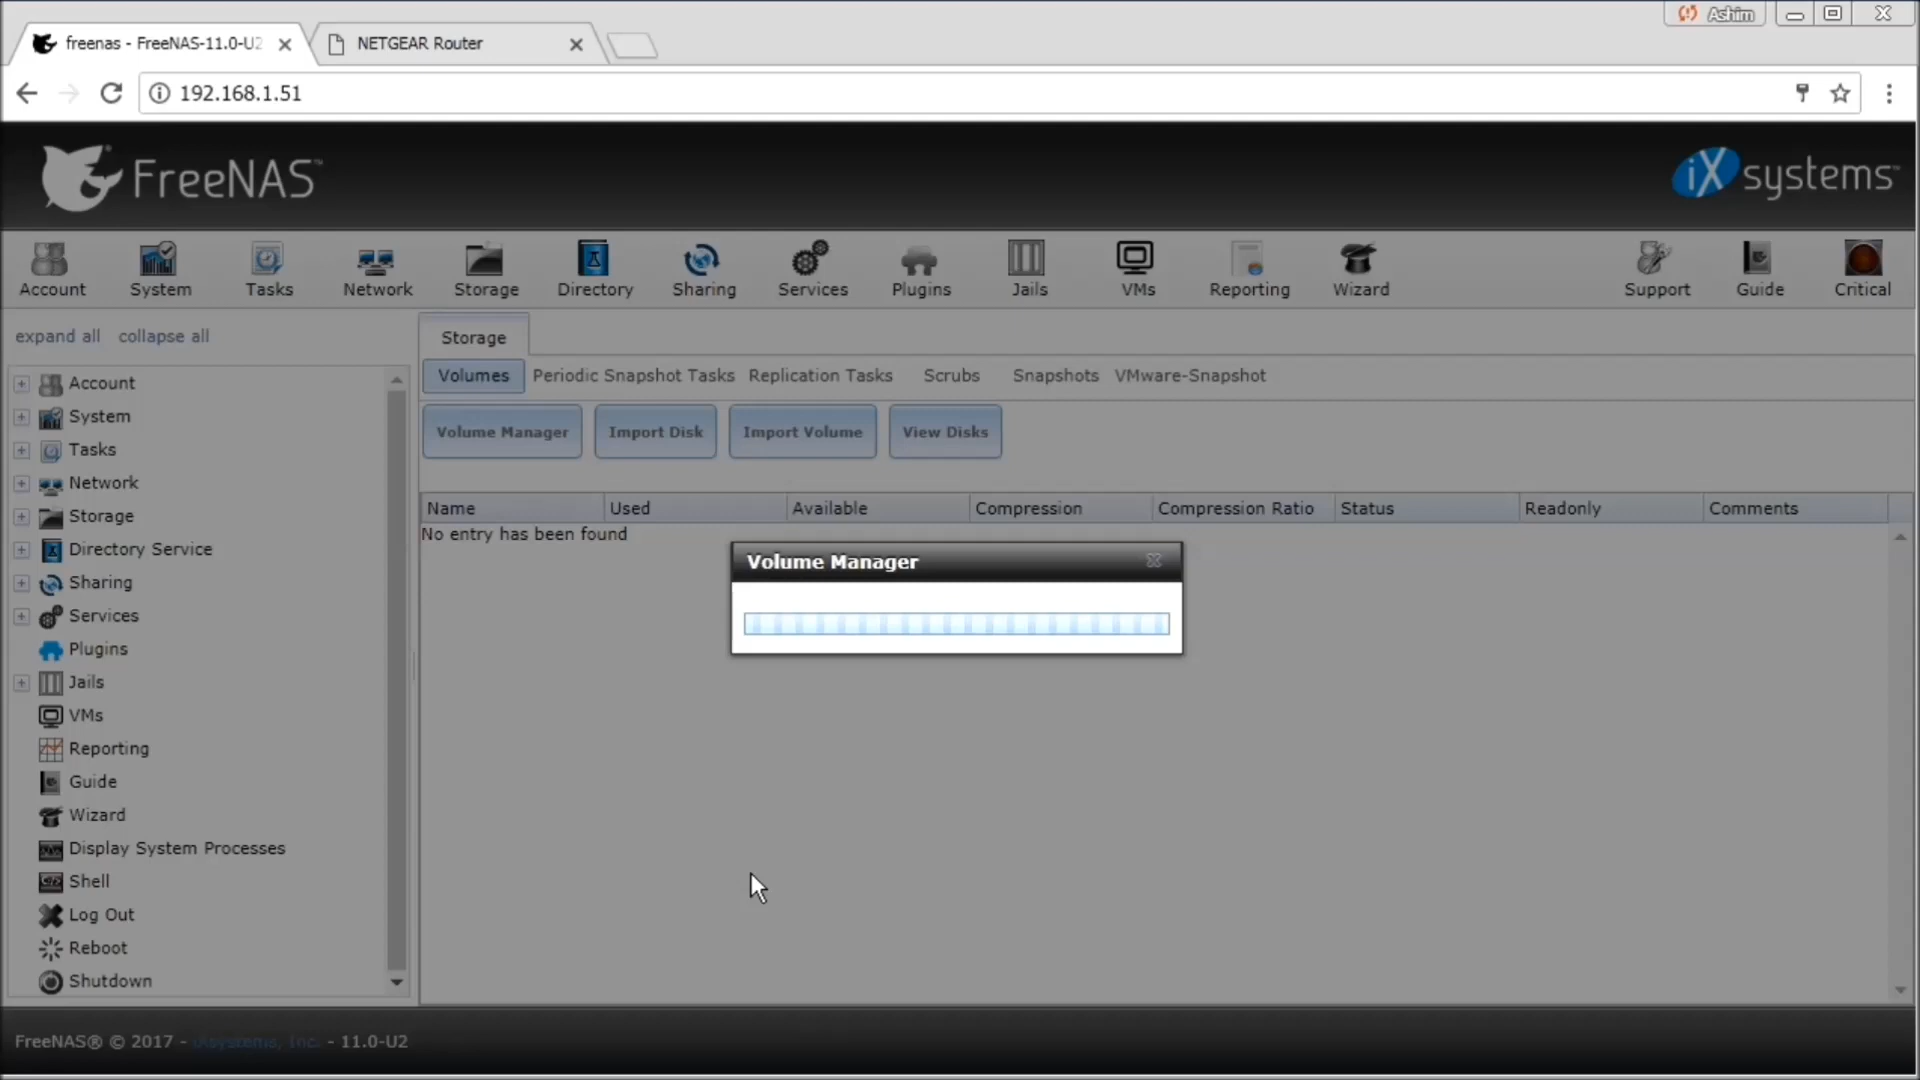 Ashim
freenas - FreeNAS-11.0-U2
NETGEAR Router
192.168.1.51
FreeNAS™
iXsystems™
Account
System
Tasks
Network
Storage
Directory
Sharing
Services
Plugins
Jails
VMs
Reporting
Wizard
Support
Guide
Critical
expand all collapse all
Account
System
Tasks
Network
Storage
Directory Service
Sharing
Services
Plugins
Jails
VMs
Reporting
Guide
Wizard
Display System Processes
Shell
Log Out
Reboot
Shutdown
Storage
Volumes Periodic Snapshot Tasks Replication Tasks Scrubs Snapshots VMware-Snapshot
Volume Manager Import Disk Import Volume View Disks
Name Used Available Compression Compression Ratio Status Readonly Comments
No entry has been found
Volume Manager
FreeNAS® © 2017 - iXsystems, Inc. - 11.0-U2